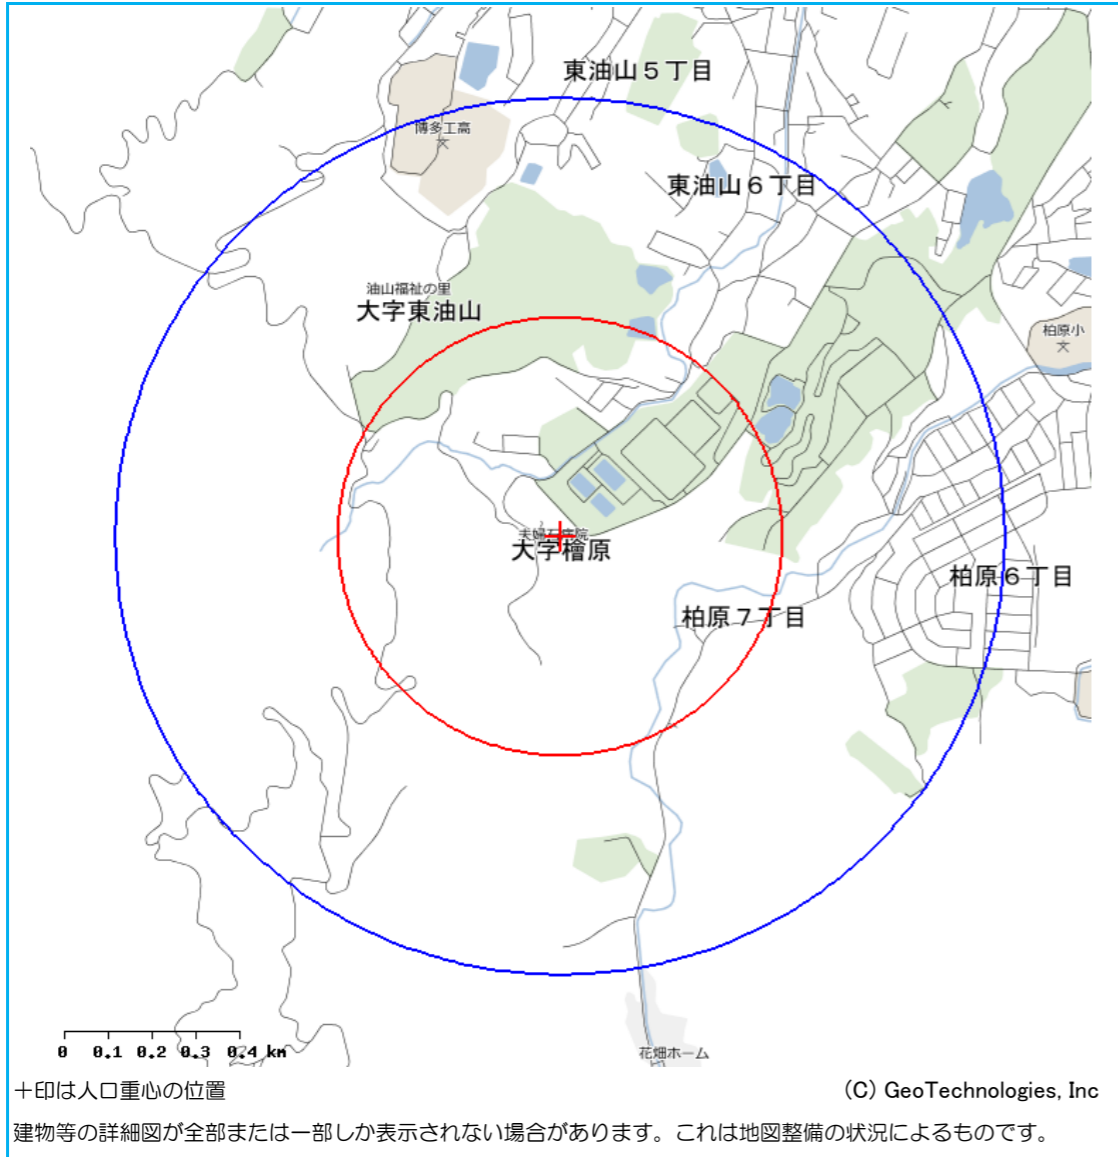 東油山５丁目
博多工高
東油山６丁目
油山福祉の里
大字東油山
柏原小
夫婦石病院
大字檜原
柏原６丁目
柏原７丁目
0 0.1 0.2 0.3 0.4 km
花畑ホーム
＋印は人口重心の位置
(C) GeoTechnologies, Inc
建物等の詳細図が全部または一部しか表示されない場合があります。これは地図整備の状況によるものです。